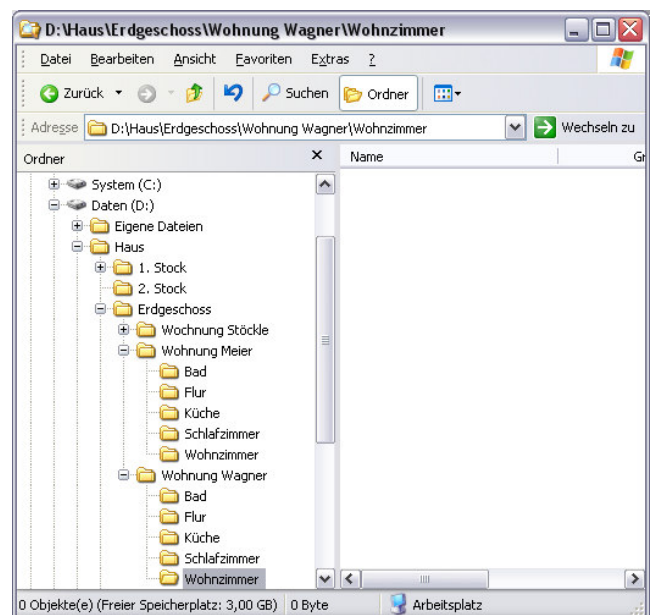 D:\Haus\Erdgeschoss\Wohnung Wagner\Wohnzimmer
Datei Bearbeiten Ansicht Favoriten Extras ?
Zurück Suchen Ordner
Adresse D:\Haus\Erdgeschoss\Wohnung Wagner\Wohnzimmer Wechseln zu
Ordner x Name Gr
System (C:)
Daten (D:)
Eigene Dateien
Haus
1. Stock
2. Stock
Erdgeschoss
Wochnung Stöckle
Wohnung Meier
Bad
Flur
Küche
Schlafzimmer
Wohnzimmer
Wohnung Wagner
Bad
Flur
Küche
Schlafzimmer
Wohnzimmer
0 Objekte(e) (Freier Speicherplatz: 3,00 GB) 0 Byte Arbeitsplatz